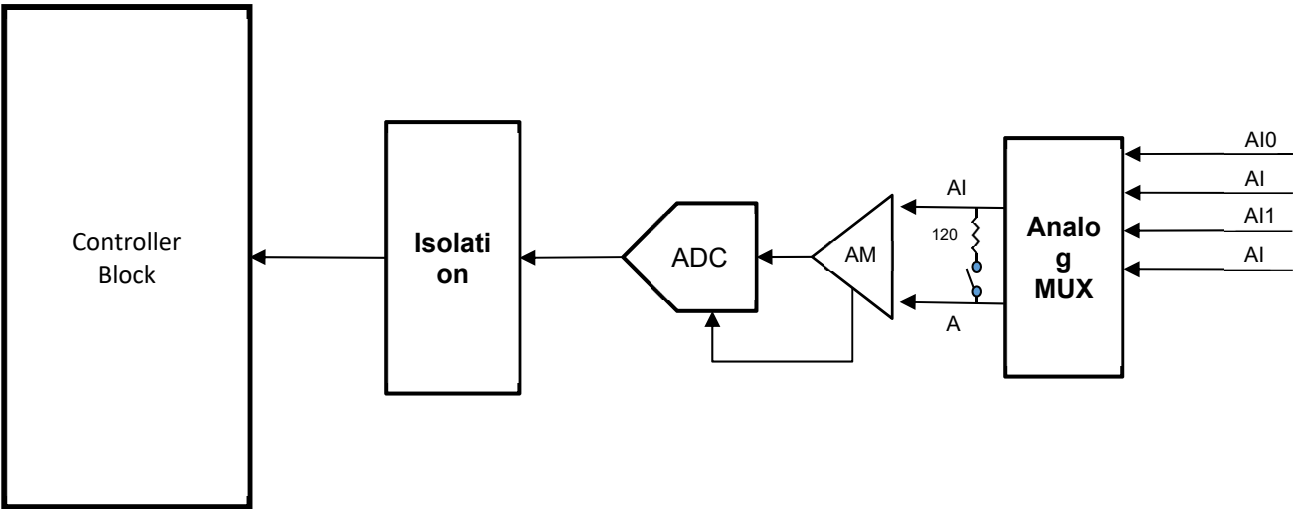 Controller
Block
Isolati
on
ADC
AM
AI
120
A
Analo
g
MUX
AI0
AI
AI1
AI